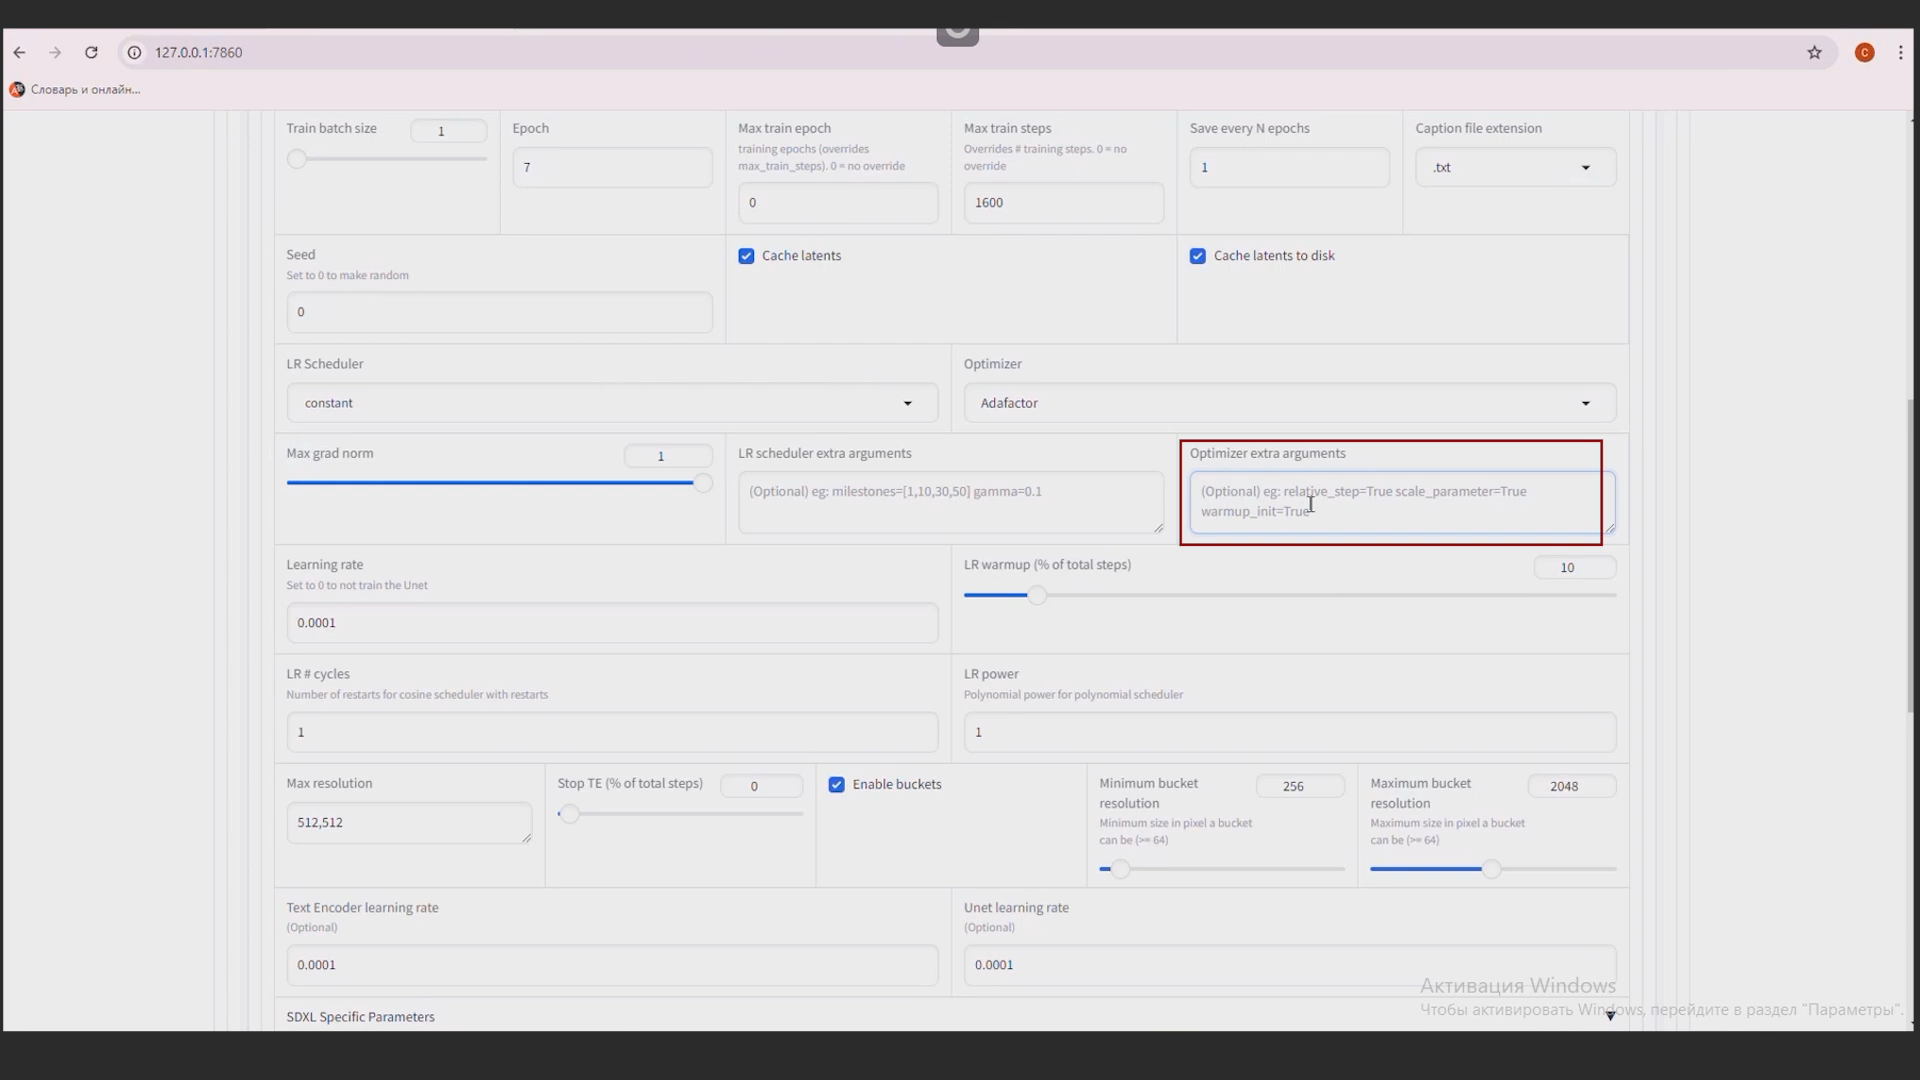 127.0.0.1:7860
C
Словарь и онлайн...
Train batch size
1
Epoch
7
Max train epoch
training epochs (overrides
max_train_steps). 0 = no override
0
Max train steps
Overrides # training steps. 0 = no
override
1600
Save every N epochs
1
Caption file extension
.txt
Seed
Set to 0 to make random
0
Cache latents
Cache latents to disk
LR Scheduler
constant
Optimizer
Adafactor
Max grad norm
1
LR scheduler extra arguments
(Optional) eg: milestones=[1,10,30,50] gamma=0.1
Optimizer extra arguments
(Optional) eg: relative_step=True scale_parameter=True
warmup_init=True
Learning rate
Set to 0 to not train the Unet
0.0001
LR warmup (% of total steps)
10
LR # cycles
Number of restarts for cosine scheduler with restarts
1
LR power
Polynomial power for polynomial scheduler
1
Max resolution
512,512
Stop TE (% of total steps)
0
Enable buckets
Minimum bucket
resolution
256
Minimum size in pixel a bucket
can be (>= 64)
Maximum bucket
resolution
2048
Maximum size in pixel a bucket
can be (>= 64)
Text Encoder learning rate
(Optional)
0.0001
Unet learning rate
(Optional)
0.0001
SDXL Specific Parameters
Активация Windows
Чтобы активировать Windows, перейдите в раздел "Параметры".